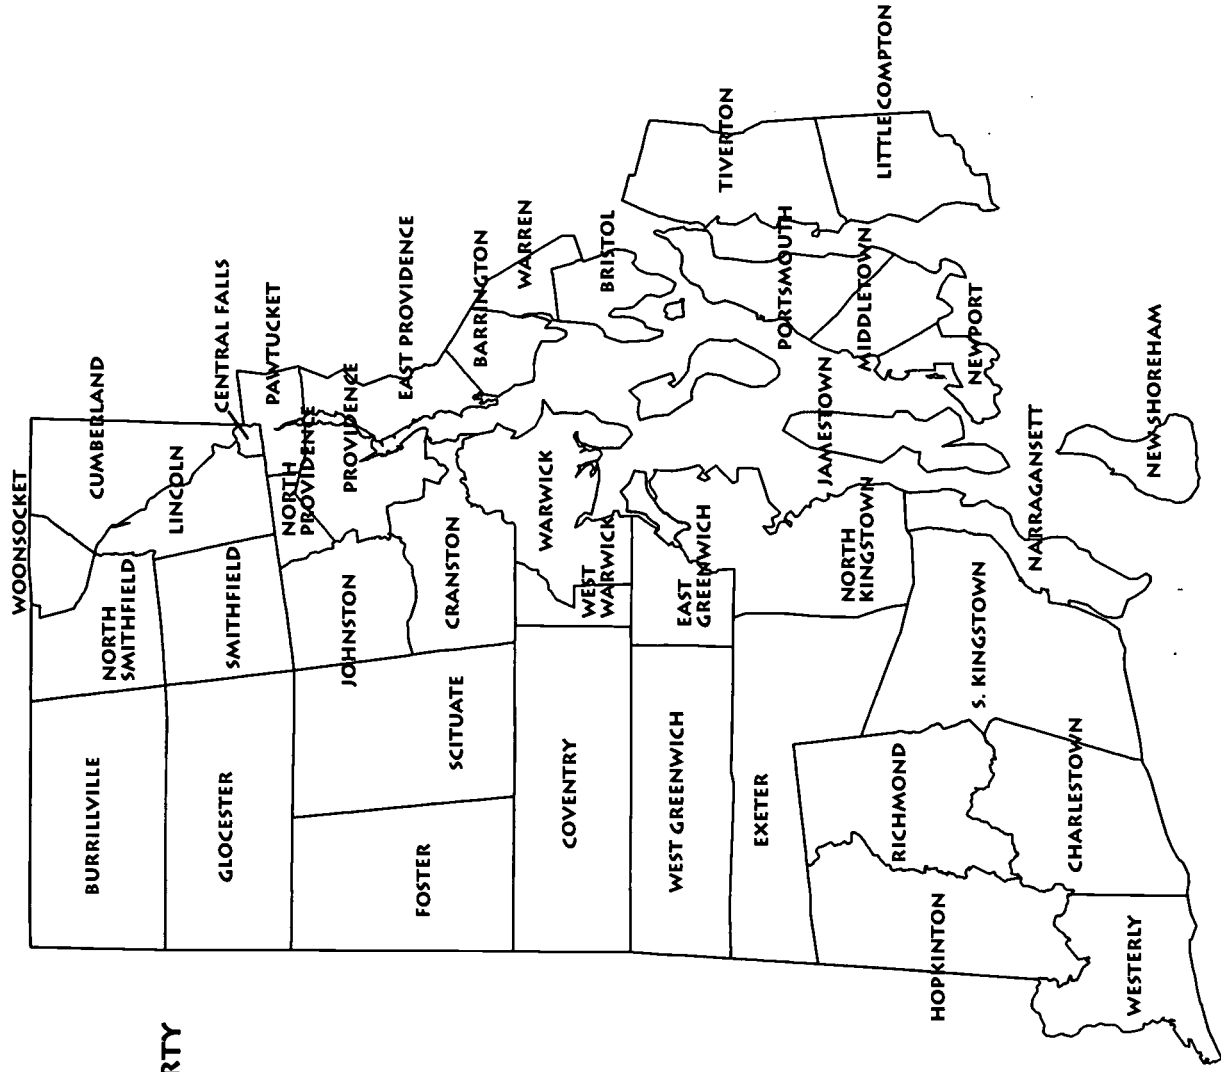 RTY
WOONSOCKET
CUMBERLAND
CENTRAL FALLS
PAWTUCKET
LINCOLN
NORTH
SMITHFIELD
BURRILLVILLE
SMITHFIELD
GLOCESTER
NORTH
PROVIDENCE
PROVIDENCE
EAST PROVIDENCE
JOHNSTON
CRANSTON
SCITUATE
FOSTER
BARRINGTON
WARREN
BRISTOL
WARWICK
WEST
WARWICK
COVENTRY
EAST
GREENWICH
WEST GREENWICH
TIVERTON
LITTLE COMPTON
PORTSMOUTH
MIDDLETOWN
NEWPORT
JAMESTOWN
NORTH
KINGSTOWN
EXETER
NARRAGANSETT
S. KINGSTOWN
RICHMOND
HOPKINTON
CHARLESTOWN
WESTERLY
NEW SHOREHAM